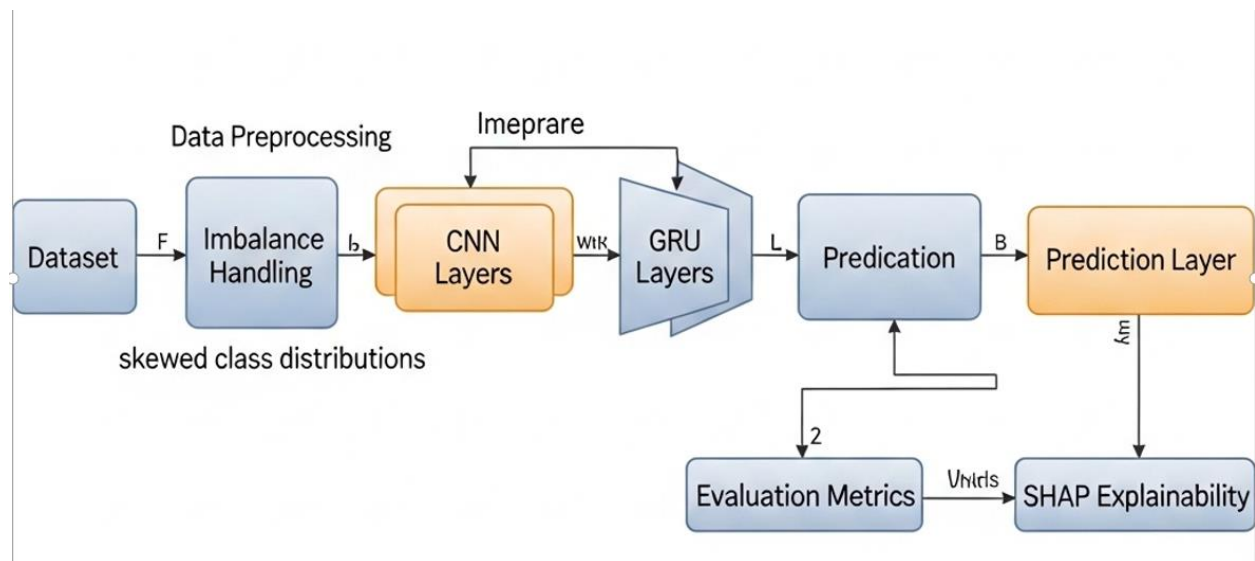 Data Preprocessing
Imeprare
Dataset
F
Imbalance
Handling
CNN
Layers
GRU
Layers
L
Predication
B
Prediction Layer
skewed class distributions
2
Evaluation Metrics
SHAP Explainability